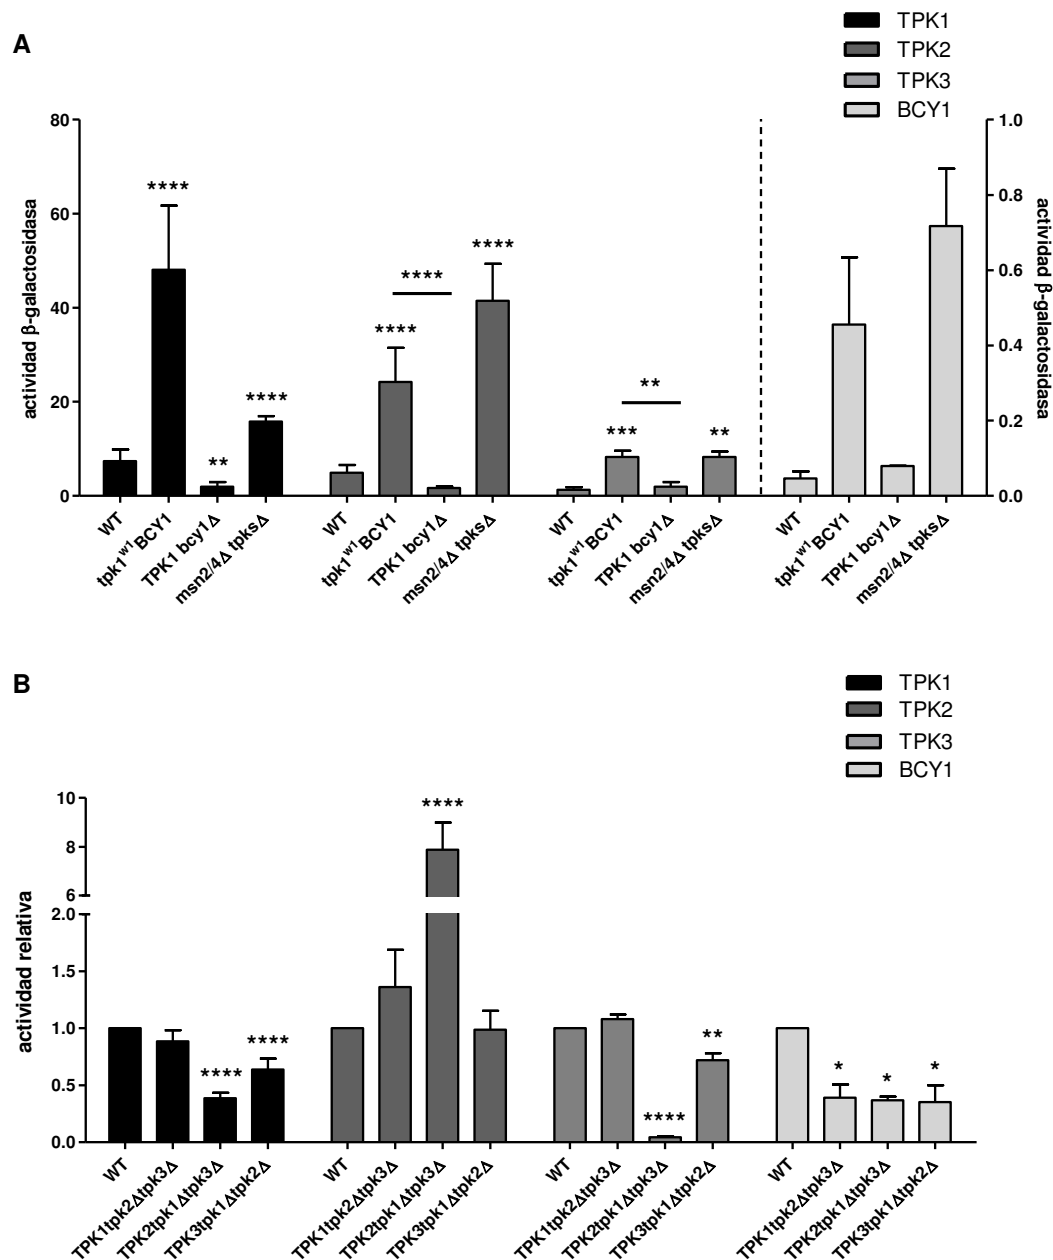 A
TPK1
TPK2
TPK3
BCY1
80
60
40
20
0
actividad β-galactosidasa
1.0
0.8
0.6
0.4
0.2
0.0
actividad β-galactosidasa
****
**
****
****
****
****
***
**
**
WT
tpk1ʷ¹BCY1
TPK1 bcy1Δ
msn2/4Δ tpksΔ
WT
tpk1ʷ¹BCY1
TPK1 bcy1Δ
msn2/4Δ tpksΔ
WT
tpk1ʷ¹BCY1
TPK1 bcy1Δ
msn2/4Δ tpksΔ
WT
tpk1ʷ¹BCY1
TPK1 bcy1Δ
msn2/4Δ tpksΔ
B
TPK1
TPK2
TPK3
BCY1
10
8
6
2.0
1.5
1.0
0.5
0.0
actividad relativa
****
****
****
****
**
*
*
*
WT
TPK1tpk2Δtpk3Δ
TPK2tpk1Δtpk3Δ
TPK3tpk1Δtpk2Δ
WT
TPK1tpk2Δtpk3Δ
TPK2tpk1Δtpk3Δ
TPK3tpk1Δtpk2Δ
WT
TPK1tpk2Δtpk3Δ
TPK2tpk1Δtpk3Δ
TPK3tpk1Δtpk2Δ
WT
TPK1tpk2Δtpk3Δ
TPK2tpk1Δtpk3Δ
TPK3tpk1Δtpk2Δ